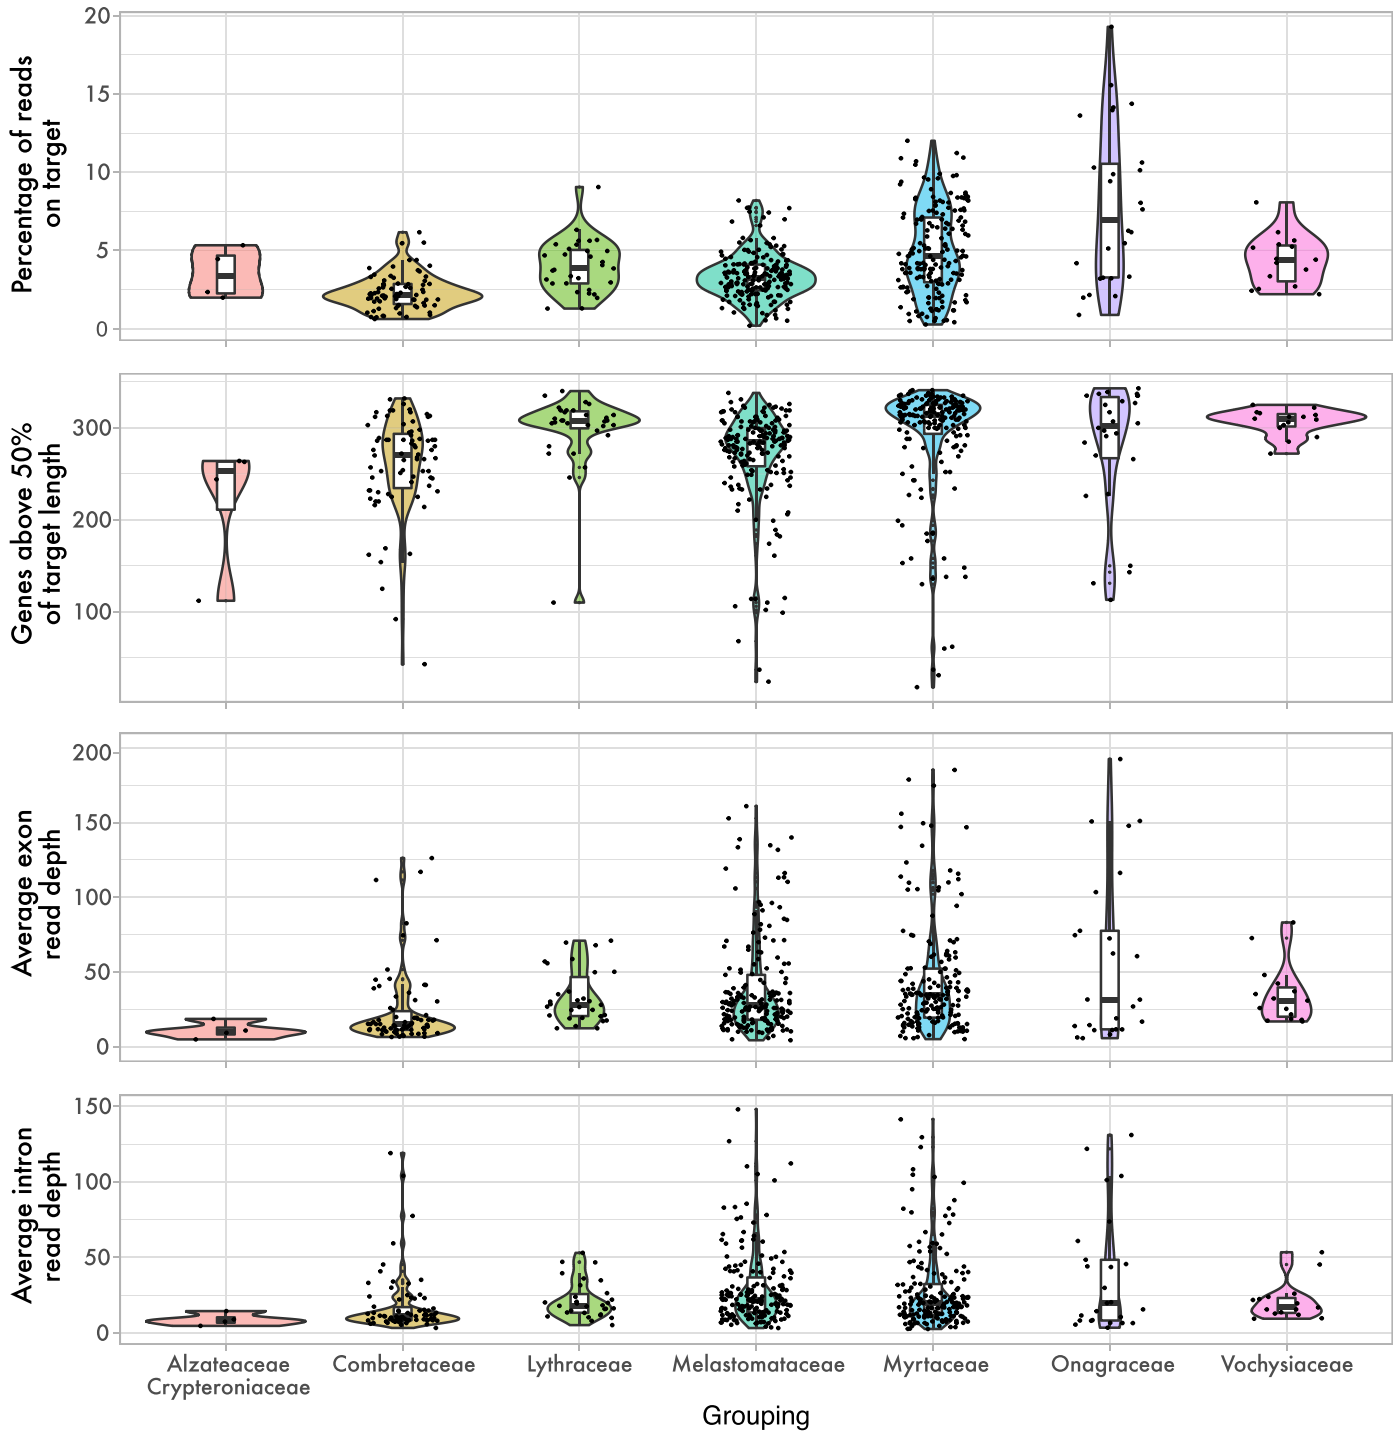 Percentage of reads
on target
20
15
10
5
0
Genes above 50%
of target length
300
200
100
Average exon
read depth
200
150
100
50
0
Average intron
read depth
150
100
50
0
Alzateaceae Combretaceae Lythraceae Melastomataceae Myrtaceae Onagraceae Vochysiaceae
Crypteroniaceae
Grouping